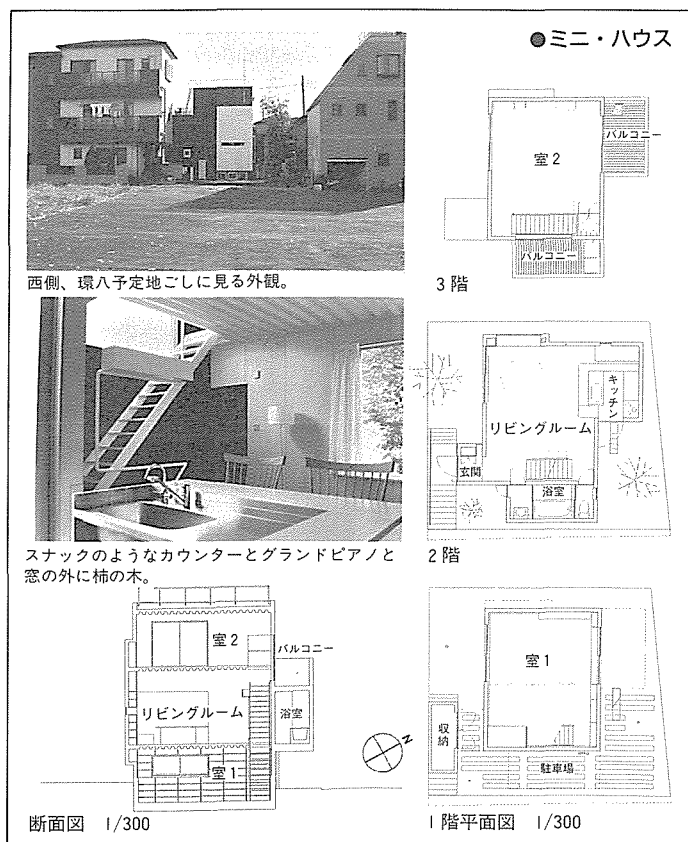 ●ミニ・ハウス
西側、環八予定地ごしに見る外観。
室2
バルコニー
バルコニー
3階
スナックのようなカウンターとグランドピアノと
窓の外に柿の木。
リビングルーム
キッチン
玄関
浴室
2階
室2
バルコニー
リビングルーム
浴室
室1
N
断面図 1/300
室1
収納
駐車場
1階平面図 1/300